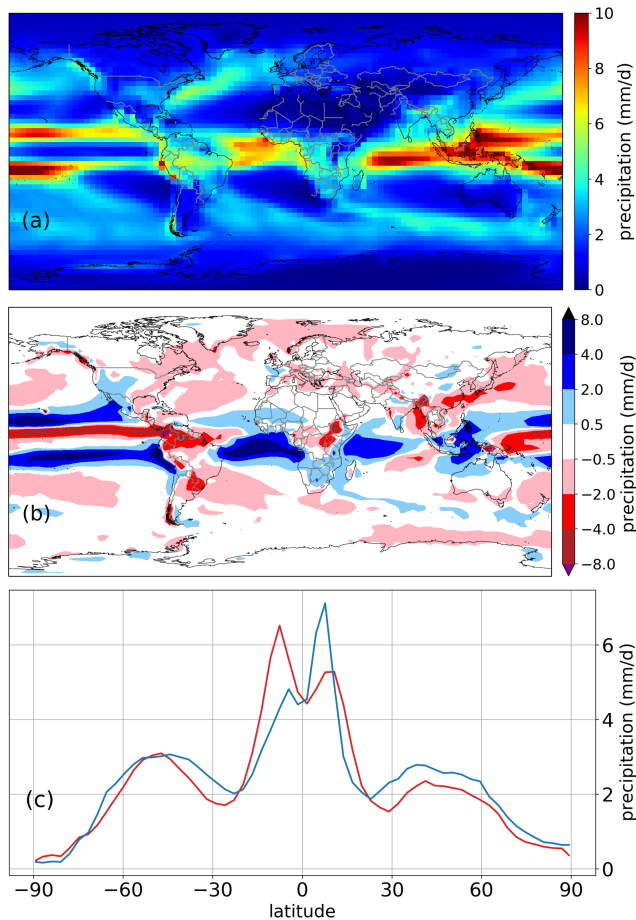 10
8
6
4
2
0
precipitation (mm/d)
(a)
8.0
4.0
2.0
0.5
−0.5
−2.0
−4.0
−8.0
precipitation (mm/d)
(b)
6
4
2
0
precipitation (mm/d)
(c)
−90 −60 −30 0 30 60 90
latitude